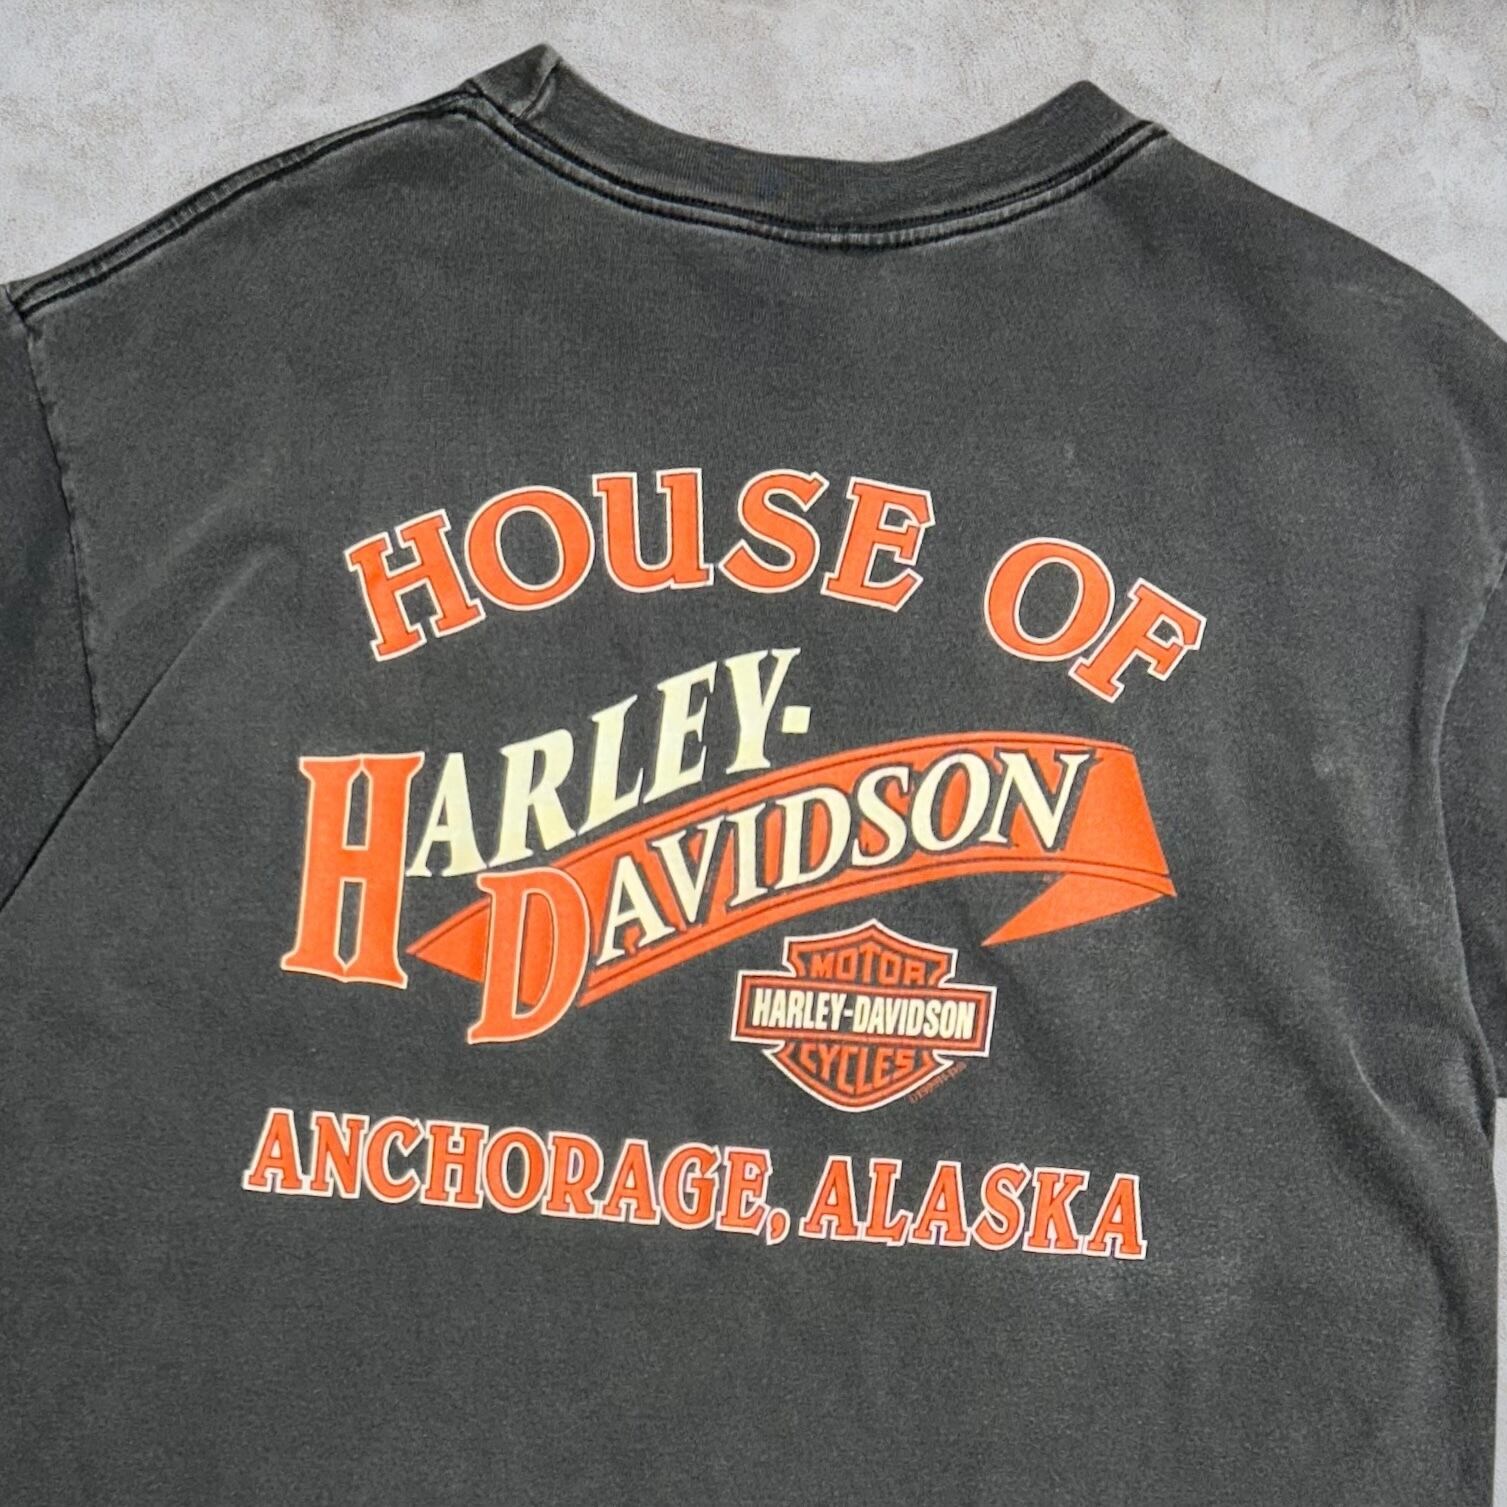 HOUSE OF
HARLEY-
DAVIDSON
MOTOR
HARLEY-DAVIDSON
CYCLES
ANCHORAGE, ALASKA